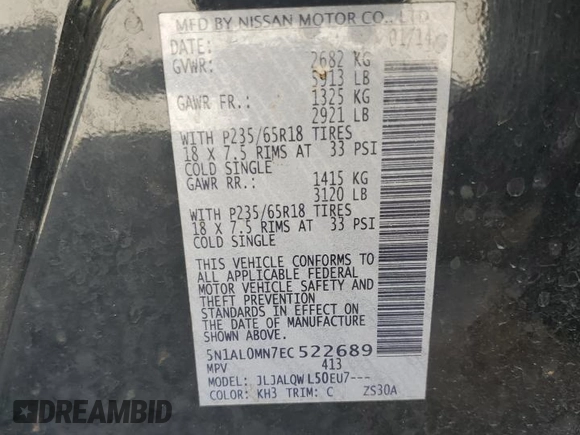 MFD BY NISSAN MOTOR CO., LTD.
DATE: 01/14
GVWR: 2682 KG
5913 LB
GAWR FR.: 1325 KG
2921 LB
WITH P235/65R18 TIRES
18 X 7.5 RIMS AT 33 PSI
COLD SINGLE
GAWR RR.: 1415 KG
3120 LB
WITH P235/65R18 TIRES
18 X 7.5 RIMS AT 33 PSI
COLD SINGLE
THIS VEHICLE CONFORMS TO
ALL APPLICABLE FEDERAL
MOTOR VEHICLE SAFETY AND
THEFT PREVENTION
STANDARDS IN EFFECT ON
THE DATE OF MANUFACTURE
SHOWN ABOVE.
5N1AL0MN7EC522689
MPV 413
MODEL: JLJALQWL50EU7---
COLOR: KH3 TRIM: C ZS30A